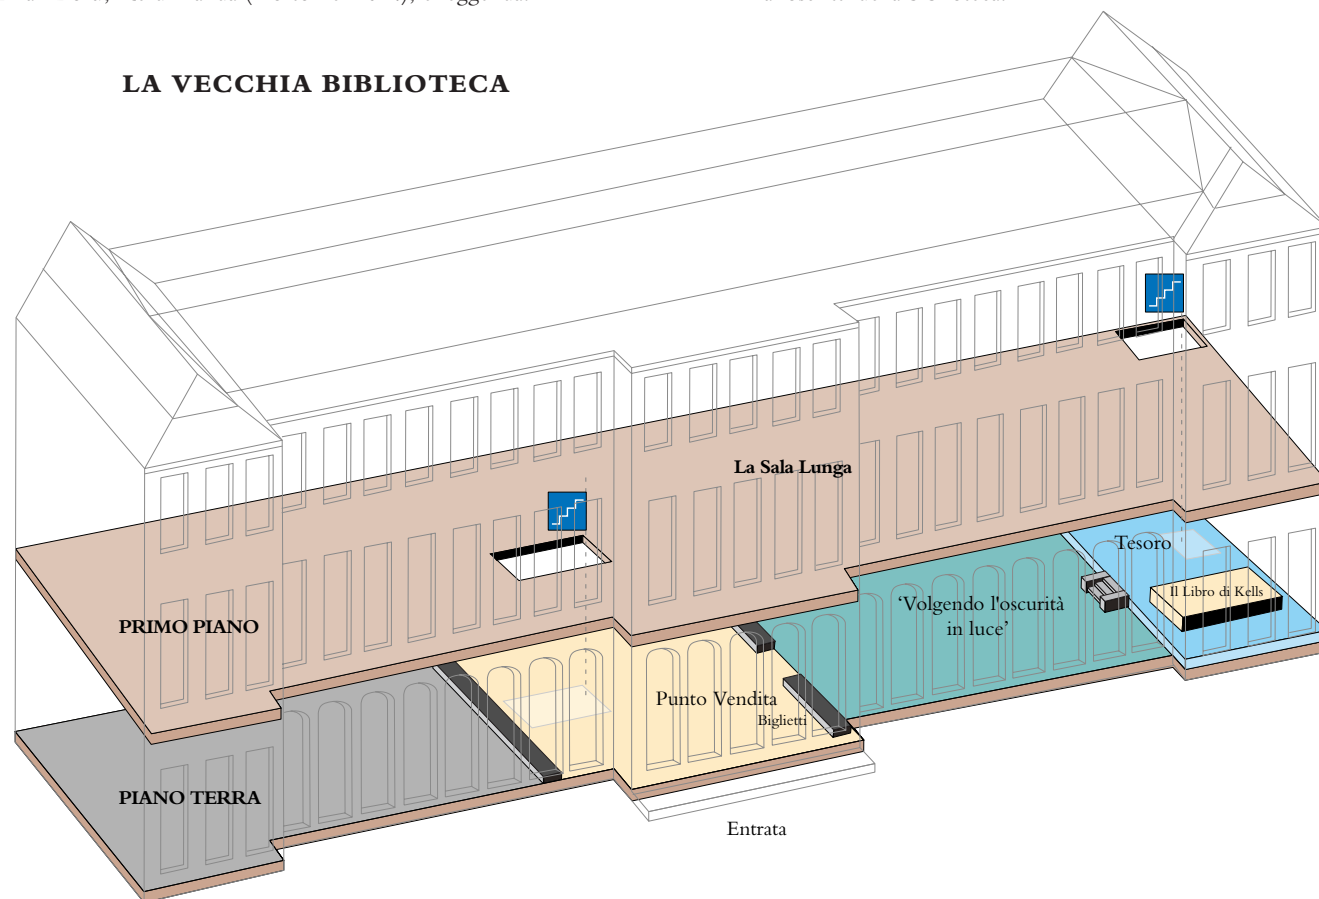 LA VECCHIA BIBLIOTECA
La Sala Lunga
Tesoro
Il Libro di Kells
‘Volgendo l'oscurità
in luce’
PRIMO PIANO
Punto Vendita
Biglietti
PIANO TERRA
Entrata